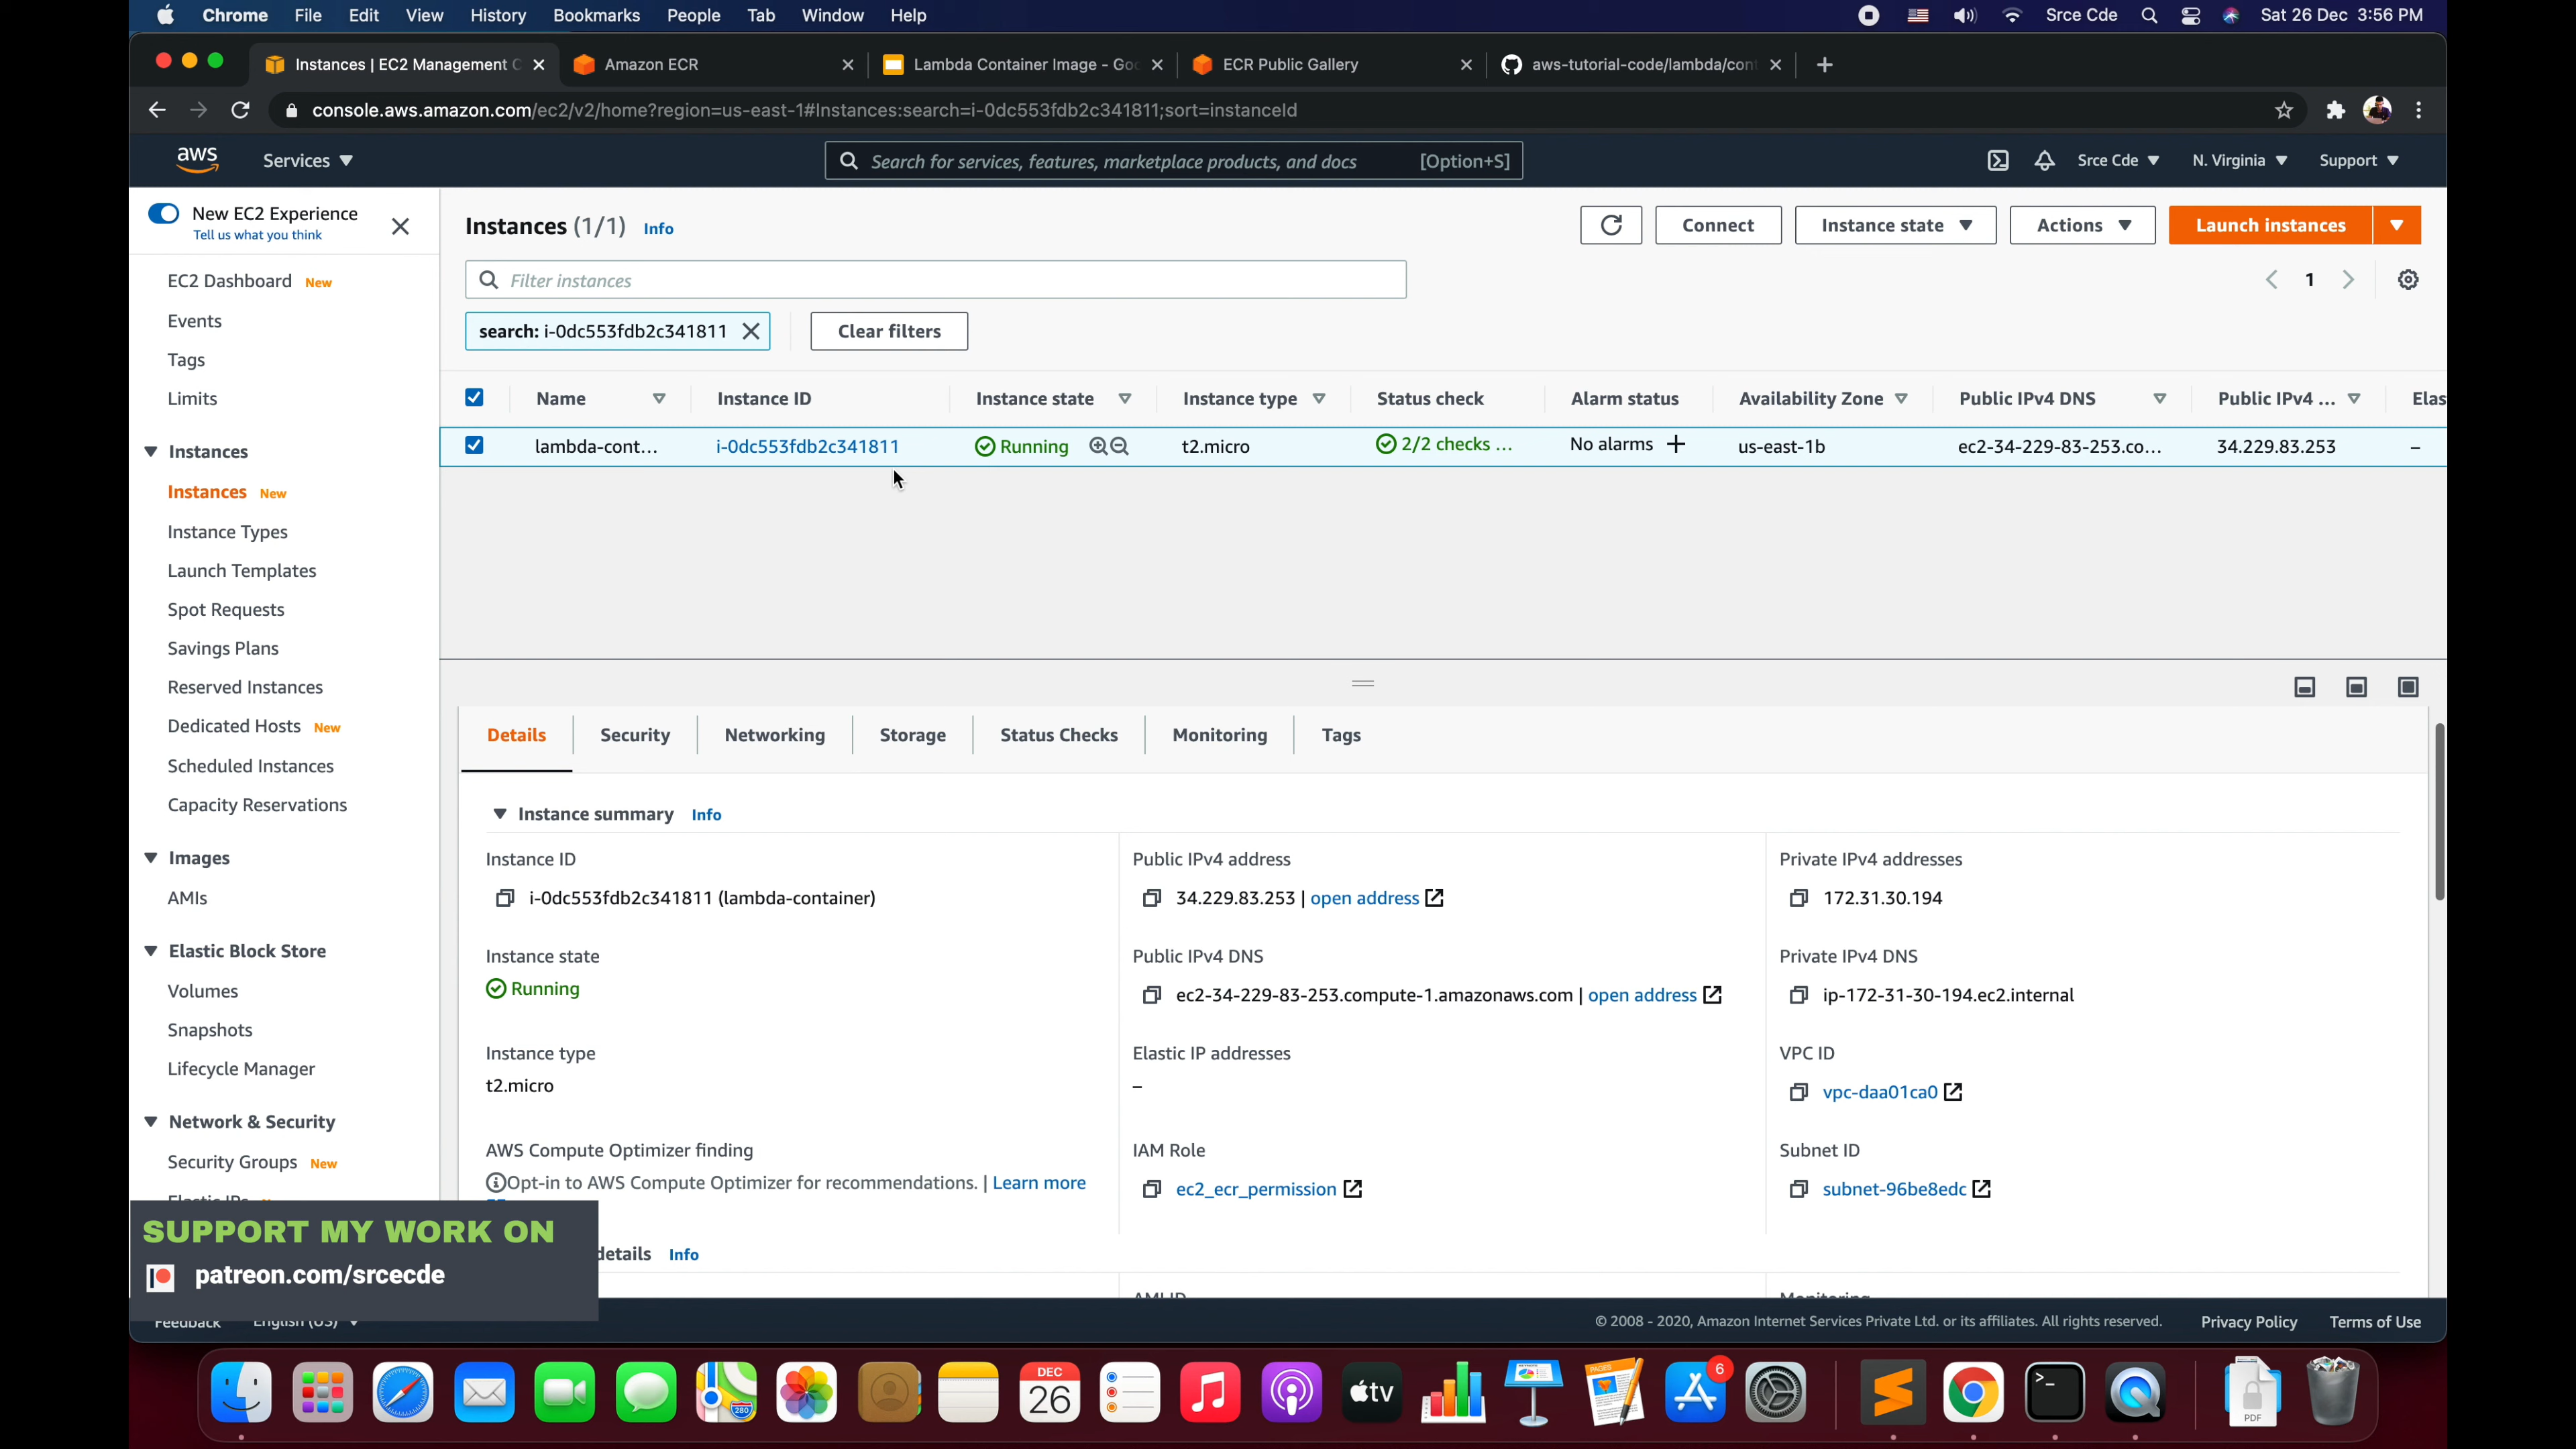 Chrome File Edit View History Bookmarks People Tab Window Help Srce Cde Sat 26 Dec 3:56 PM
Instances | EC2 Management C Amazon ECR Lambda Container Image - Goo ECR Public Gallery aws-tutorial-code/lambda/cont
console.aws.amazon.com/ec2/v2/home?region=us-east-1#Instances:search=i-0dc553fdb2c341811;sort=instanceId
aws Services Search for services, features, marketplace products, and docs [Option+S] Srce Cde N. Virginia Support
New EC2 Experience
Tell us what you think
EC2 Dashboard New
Events
Tags
Limits
Instances
Instances New
Instance Types
Launch Templates
Spot Requests
Savings Plans
Reserved Instances
Dedicated Hosts New
Scheduled Instances
Capacity Reservations
Images
AMIs
Elastic Block Store
Volumes
Snapshots
Lifecycle Manager
Network & Security
Security Groups New
Instances (1/1) Info Connect Instance state Actions Launch instances
Filter instances 1
search: i-0dc553fdb2c341811 Clear filters
Name Instance ID Instance state Instance type Status check Alarm status Availability Zone Public IPv4 DNS Public IPv4 ... Elas
lambda-cont... i-0dc553fdb2c341811 Running t2.micro 2/2 checks ... No alarms + us-east-1b ec2-34-229-83-253.co... 34.229.83.253 –
Details Security Networking Storage Status Checks Monitoring Tags
Instance summary Info
Instance ID Public IPv4 address Private IPv4 addresses
i-0dc553fdb2c341811 (lambda-container) 34.229.83.253 | open address 172.31.30.194
Instance state Public IPv4 DNS Private IPv4 DNS
Running ec2-34-229-83-253.compute-1.amazonaws.com | open address ip-172-31-30-194.ec2.internal
Instance type Elastic IP addresses VPC ID
t2.micro – vpc-daa01ca0
AWS Compute Optimizer finding IAM Role Subnet ID
Opt-in to AWS Compute Optimizer for recommendations. | Learn more ec2_ecr_permission subnet-96be8edc
details Info
SUPPORT MY WORK ON
patreon.com/srcecde
Feedback English (US) © 2008 - 2020, Amazon Internet Services Private Ltd. or its affiliates. All rights reserved. Privacy Policy Terms of Use
280 DEC 26 tv PAGES 6 >_ PDF